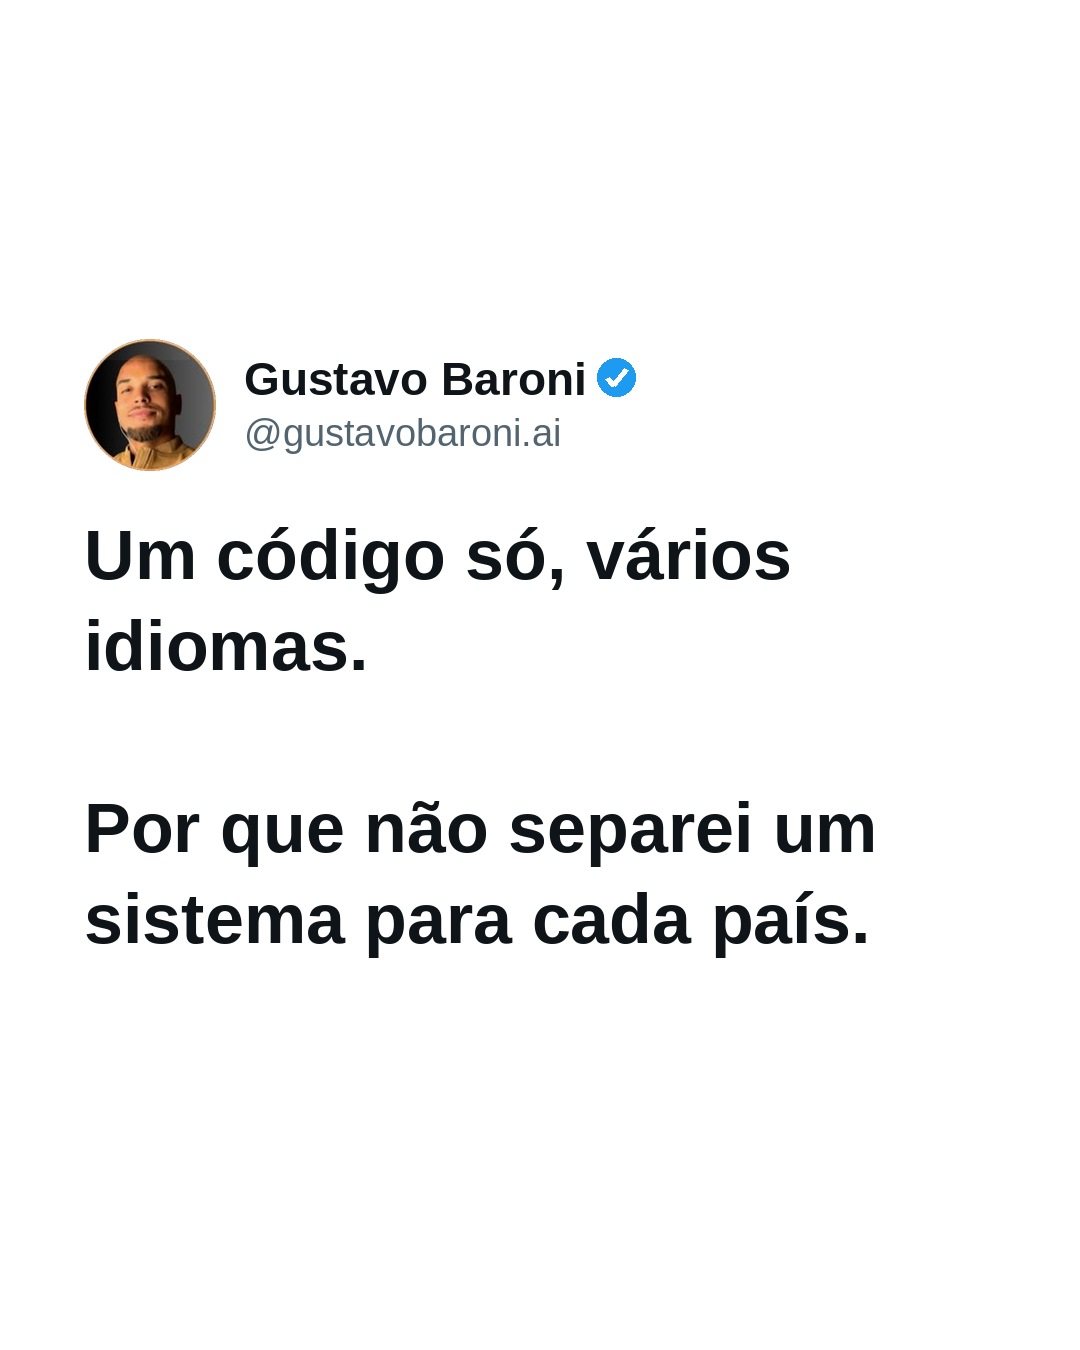 Gustavo Baroni
@gustavobaroni.ai
Um código só, vários
idiomas.
Por que não separei um
sistema para cada país.